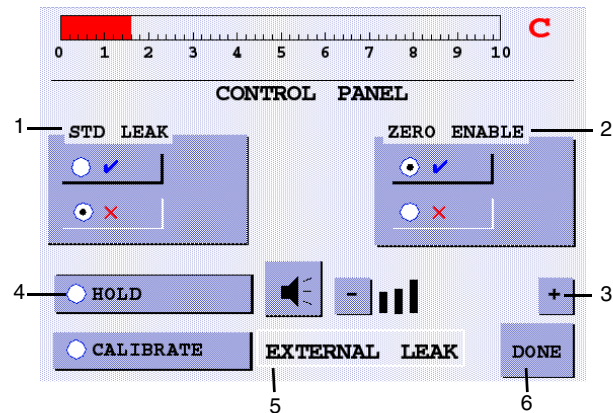 C
0 1 2 3 4 5 6 7 8 9 10
CONTROL PANEL
1 STD LEAK
ZERO ENABLE 2
4 HOLD
- + 3
CALIBRATE
EXTERNAL LEAK
DONE
5
6